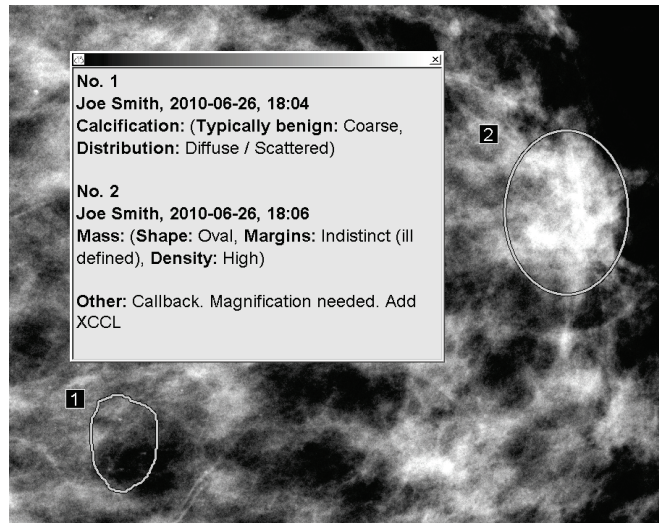 No. 1
Joe Smith, 2010-06-26, 18:04
Calcification: (Typically benign: Coarse,
Distribution: Diffuse / Scattered)
No. 2
Joe Smith, 2010-06-26, 18:06
Mass: (Shape: Oval, Margins: Indistinct (ill
defined), Density: High)
Other: Callback. Magnification needed. Add
XCCL
2
1